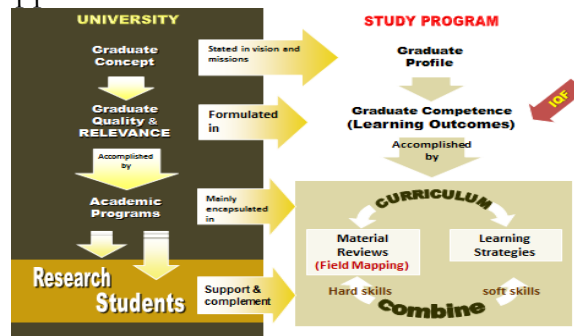 UNIVERSITY
Graduate
Concept
Graduate
Quality &
RELEVANCE
Accomplished
by
Academic
Programs
Research
Students
Stated in vision and
missions
Formulated
in
Mainly
encapsulated
in
Support &
complement
STUDY PROGRAM
Graduate
Profile
IQF
Graduate Competence
(Learning Outcomes)
Accomplished
by
CURRICULUM
Material
Reviews
(Field Mapping)
Learning
Strategies
Hard skills
soft skills
Combine